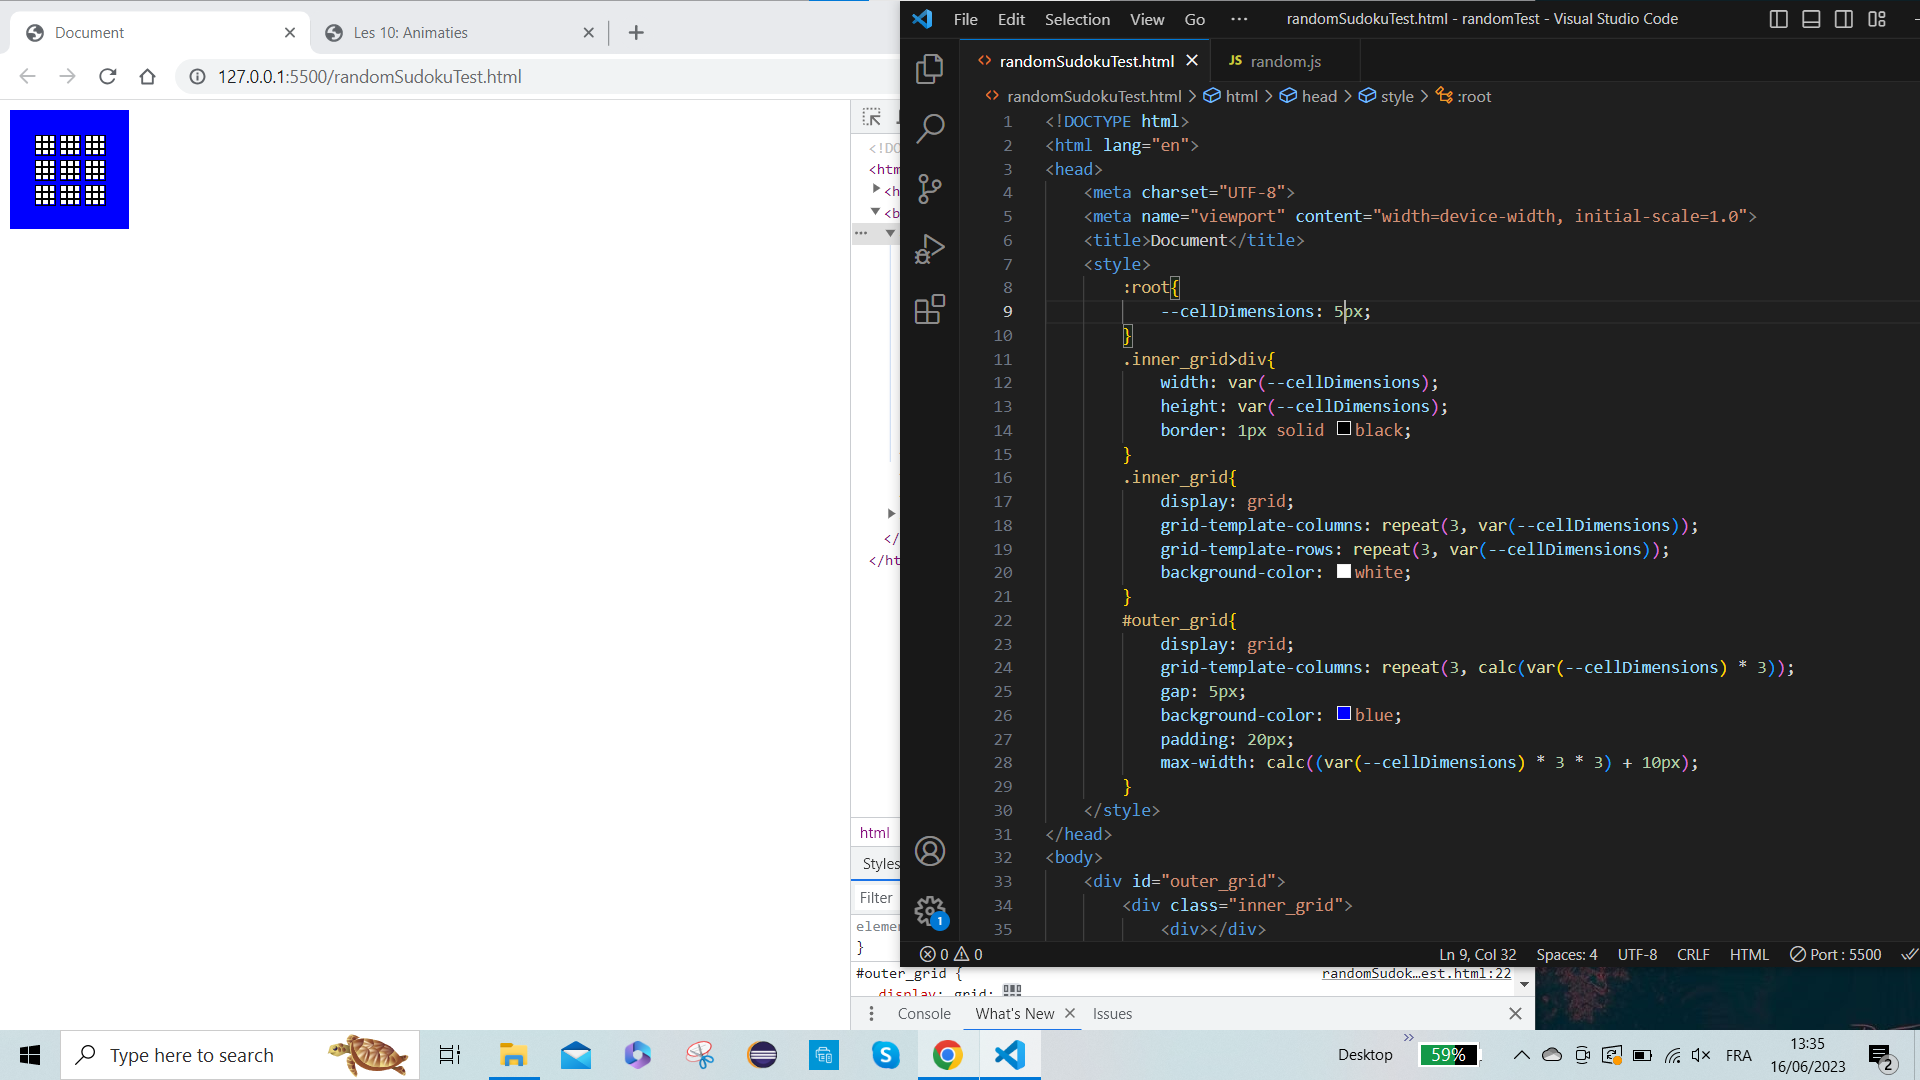 Document
Les 10: Animaties
127.0.0.1:5500/randomSudokuTest.html
<!DO
<htm
<h
<b
</
</ht
html
Styles
Filter
elemen
}
#outer_grid {
randomSudok…est.html:22
display: grid;
Console
What's New
Issues
File
Edit
Selection
View
Go
randomSudokuTest.html - randomTest - Visual Studio Code
randomSudokuTest.html
JS random.js
randomSudokuTest.html > html > head > style > :root
1 <!DOCTYPE html>
2 <html lang="en">
3 <head>
4 <meta charset="UTF-8">
5 <meta name="viewport" content="width=device-width, initial-scale=1.0">
6 <title>Document</title>
7 <style>
8 :root{
9 --cellDimensions: 5px;
10 }
11 .inner_grid>div{
12 width: var(--cellDimensions);
13 height: var(--cellDimensions);
14 border: 1px solid black;
15 }
16 .inner_grid{
17 display: grid;
18 grid-template-columns: repeat(3, var(--cellDimensions));
19 grid-template-rows: repeat(3, var(--cellDimensions));
20 background-color: white;
21 }
22 #outer_grid{
23 display: grid;
24 grid-template-columns: repeat(3, calc(var(--cellDimensions) * 3));
25 gap: 5px;
26 background-color: blue;
27 padding: 20px;
28 max-width: calc((var(--cellDimensions) * 3 * 3) + 10px);
29 }
30 </style>
31 </head>
32 <body>
33 <div id="outer_grid">
34 <div class="inner_grid">
35 <div></div>
1
0 0
Ln 9, Col 32
Spaces: 4
UTF-8
CRLF
HTML
Port : 5500
Type here to search
Desktop
59%
FRA
13:35
16/06/2023
2